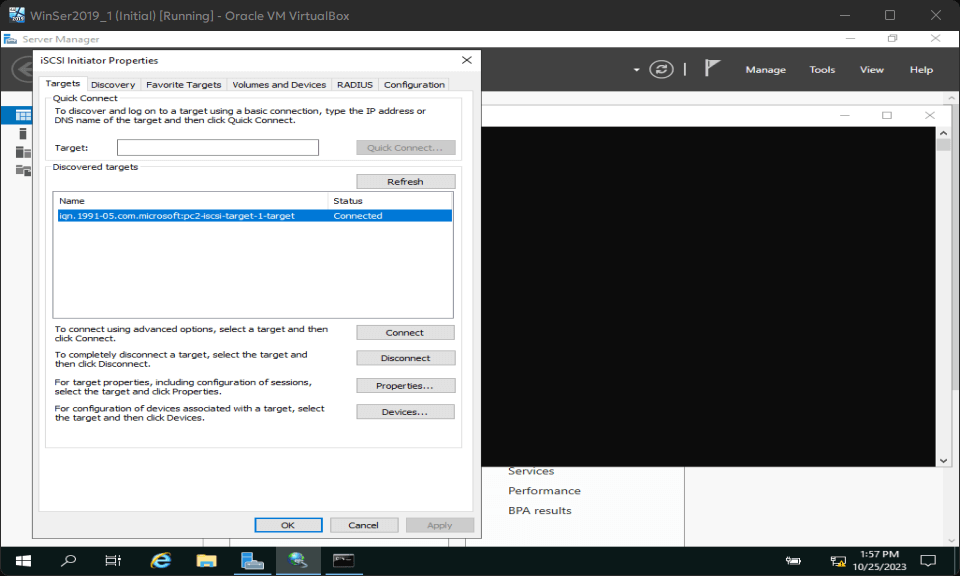 WinSer2019_1 (Initial) [Running] - Oracle VM VirtualBox
Server Manager
Manage Tools View Help
iSCSI Initiator Properties
Targets Discovery Favorite Targets Volumes and Devices RADIUS Configuration
Quick Connect
To discover and log on to a target using a basic connection, type the IP address or
DNS name of the target and then click Quick Connect.
Target: Quick Connect...
Discovered targets
Refresh
Name Status
iqn.1991-05.com.microsoft:pc2-iscsi-target-1-target Connected
To connect using advanced options, select a target and then
click Connect.
Connect
To completely disconnect a target, select the target and
then click Disconnect.
Disconnect
For target properties, including configuration of sessions,
select the target and click Properties.
Properties...
For configuration of devices associated with a target, select
the target and then click Devices.
Devices...
OK Cancel Apply
Services
Performance
BPA results
1:57 PM
10/25/2023